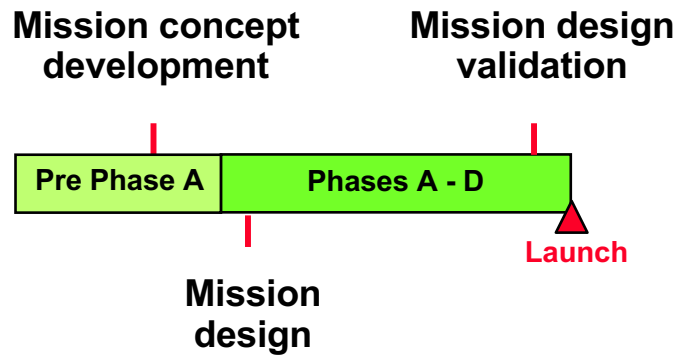 Mission concept
development
Mission design
validation
Pre Phase A
Phases A - D
Launch
Mission
design